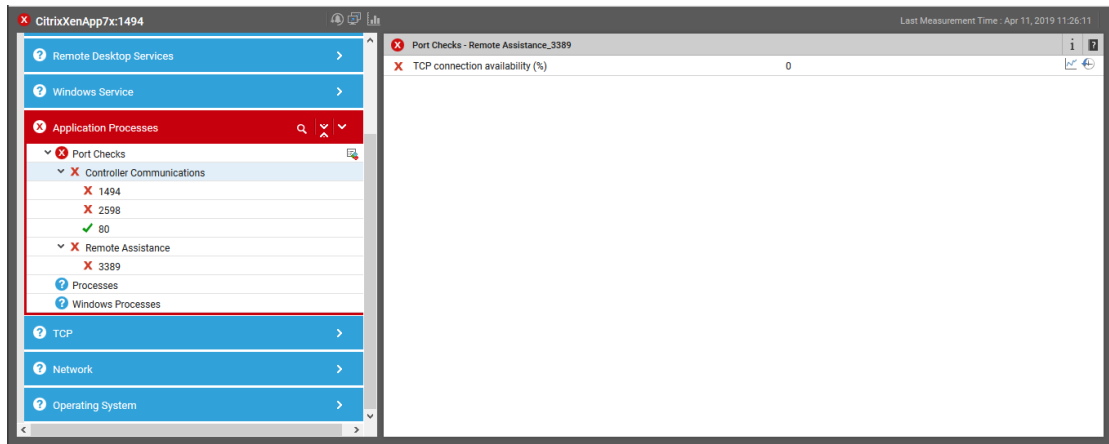 CitrixXenApp7x:1494
Last Measurement Time : Apr 11, 2019 11:26:11
Remote Desktop Services
Windows Service
Application Processes
Port Checks
Controller Communications
1494
2598
80
Remote Assistance
3389
Processes
Windows Processes
TCP
Network
Operating System
Port Checks - Remote Assistance_3389
TCP connection availability (%) 0